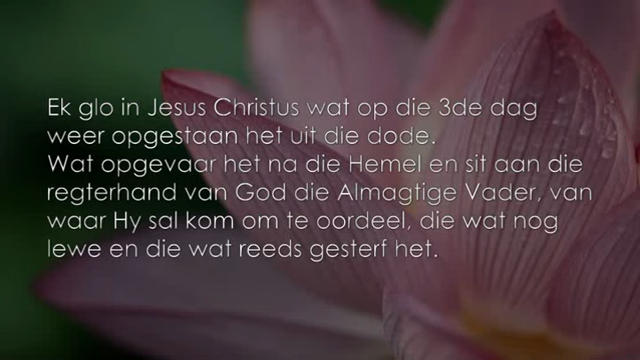 Ek glo in Jesus Christus wat op die 3de dag
weer opgestaan het uit die dode.
Wat opgevaar het na die Hemel en sit aan die
regterhand van God die Almagtige Vader, van
waar Hy sal kom om te oordeel, die wat nog
lewe en die wat reeds gesterf het.